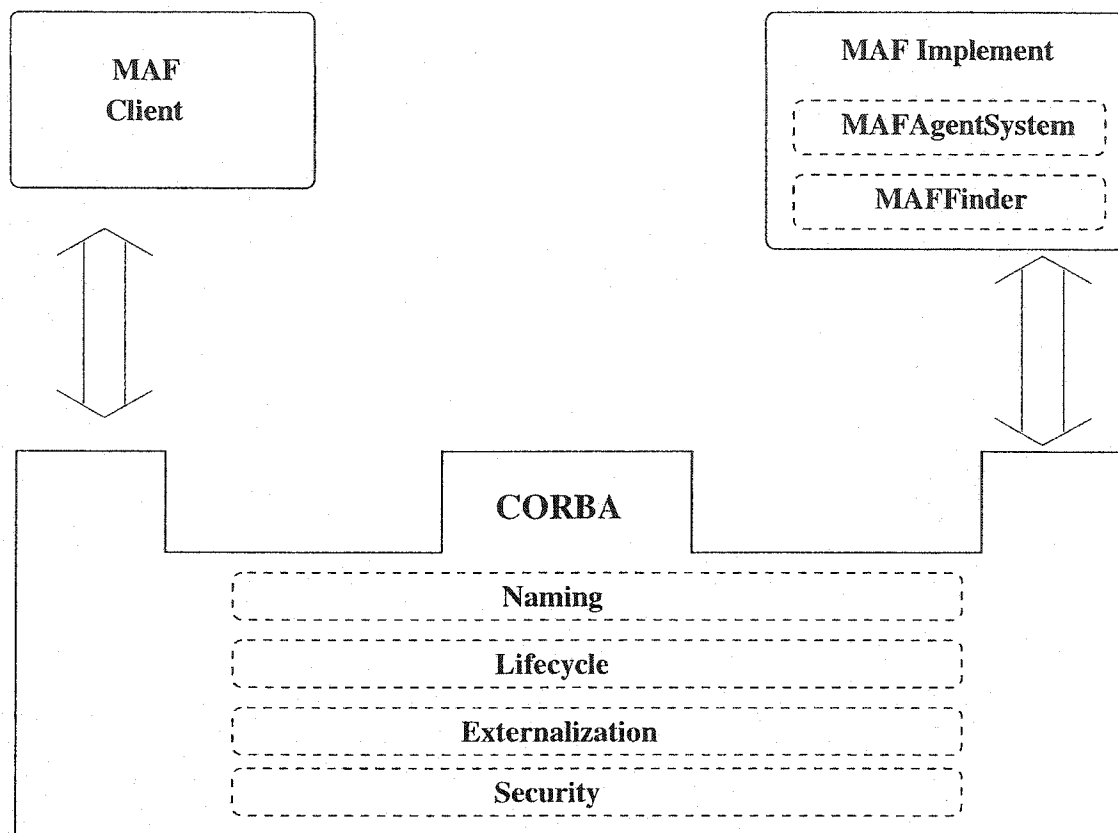 MAF
Client
MAF Implement
MAFAgentSystem
MAFFinder
CORBA
Naming
Lifecycle
Externalization
Security